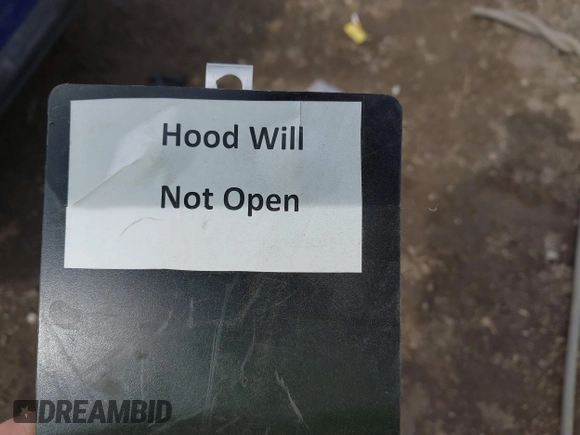 Hood Will
Not Open
DREAMBID